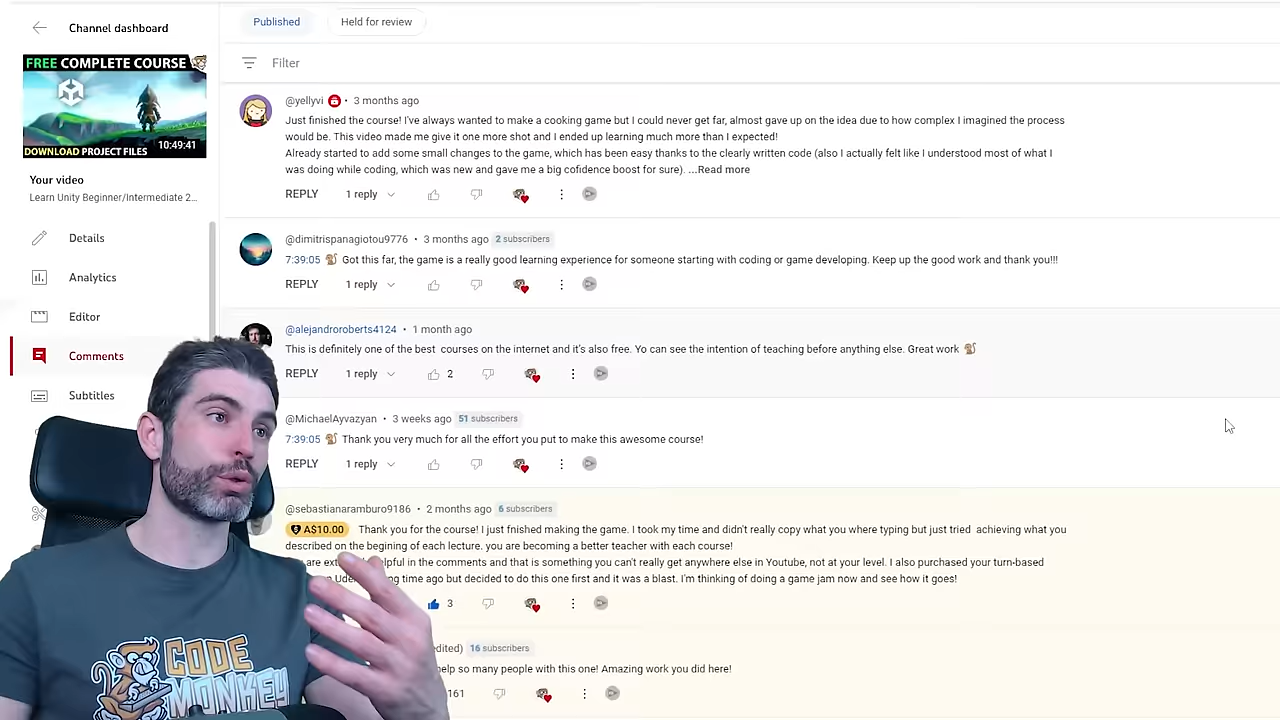 Channel dashboard
FREE COMPLETE COURSE
DOWNLOAD PROJECT FILES
10:49:41
Your video
Learn Unity Beginner/Intermediate 2...
Details
Analytics
Editor
Comments
Subtitles
Published
Held for review
Filter
@yellyvi • 3 months ago
Just finished the course! I've always wanted to make a cooking game but I could never get far, almost gave up on the idea due to how complex I imagined the process
would be. This video made me give it one more shot and I ended up learning much more than I expected!
Already started to add some small changes to the game, which has been easy thanks to the clearly written code (also I actually felt like I understood most of what I
was doing while coding, which was new and gave me a big cofidence boost for sure). ...Read more
REPLY 1 reply
@dimitrispanagiotou9776 • 3 months ago 2 subscribers
7:39:05 🐒 Got this far, the game is a really good learning experience for someone starting with coding or game developing. Keep up the good work and thank you!!!
REPLY 1 reply
@alejandroroberts4124 • 1 month ago
This is definitely one of the best courses on the internet and it's also free. Yo can see the intention of teaching before anything else. Great work 🐒
REPLY 1 reply 2
@MichaelAyvazyan • 3 weeks ago 51 subscribers
7:39:05 🐒 Thank you very much for all the effort you put to make this awesome course!
REPLY 1 reply
@sebastianaramburo9186 • 2 months ago 6 subscribers
A$10.00 Thank you for the course! I just fnished making the game. I took my time and didn't really copy what you where typing but just tried achieving what you
described on the begining of each lecture. you are becoming a better teacher with each course!
are in the comments and that is something you can't really get anywhere else in Youtube, not at your level. I also purchased your turn-based
time ago but decided to do this one first and it was a blast. I'm thinking of doing a game jam now and see how it goes!
3
16 subscribers
so many people with this one! Amazing work you did here!
161
CODE
MONKEY